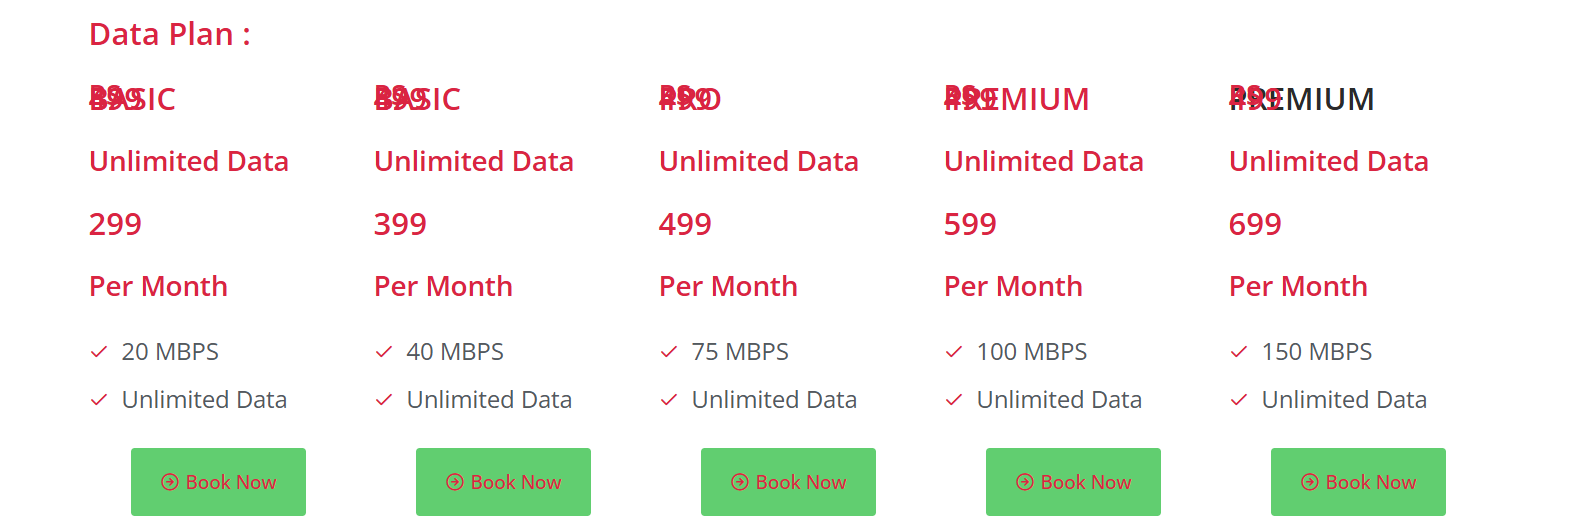 Data Plan :
BASIC
Unlimited Data
299
Per Month
20 MBPS
Unlimited Data
Book Now
BASIC
Unlimited Data
399
Per Month
40 MBPS
Unlimited Data
Book Now
PRO
Unlimited Data
499
Per Month
75 MBPS
Unlimited Data
Book Now
PREMIUM
Unlimited Data
599
Per Month
100 MBPS
Unlimited Data
Book Now
PREMIUM
Unlimited Data
699
Per Month
150 MBPS
Unlimited Data
Book Now